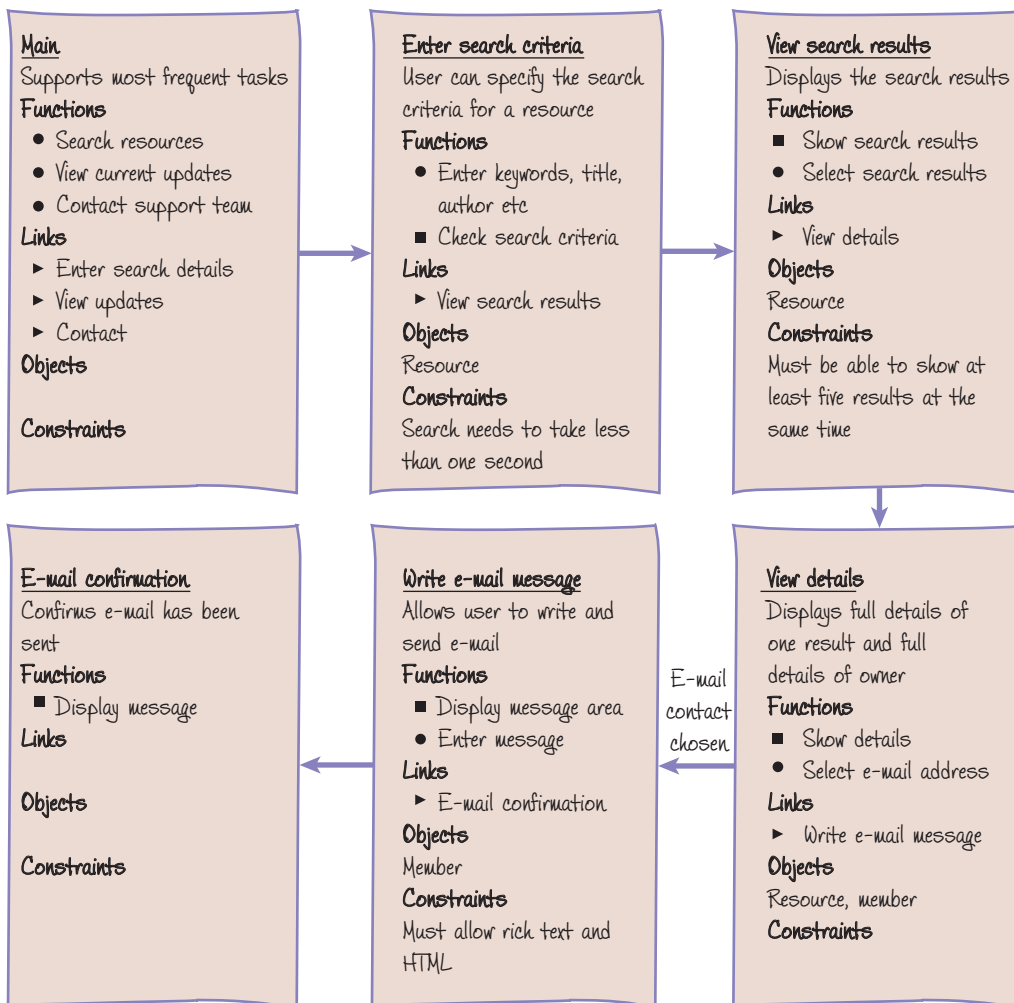 Main
Supports most frequent tasks
Functions
● Search resources
● View current updates
● Contact support team
Links
► Enter search details
► View updates
► Contact
Objects
Constraints
Enter search criteria
User can specify the search
criteria for a resource
Functions
● Enter keywords, title,
author etc
■ Check search criteria
Links
► View search results
Objects
Resource
Constraints
Search needs to take less
than one second
View search results
Displays the search results
Functions
■ Show search results
● Select search results
Links
► View details
Objects
Resource
Constraints
Must be able to show at
least five results at the
same time
View details
Displays full details of
one result and full
details of owner
Functions
■ Show details
● Select e-mail address
Links
► Write e-mail message
Objects
Resource, member
Constraints
E-mail
contact
chosen
Write e-mail message
Allows user to write and
send e-mail
Functions
■ Display message area
● Enter message
Links
► E-mail confirmation
Objects
Member
Constraints
Must allow rich text and
HTML
E-mail confirmation
Confirms e-mail has been
sent
Functions
■ Display message
Links
Objects
Constraints